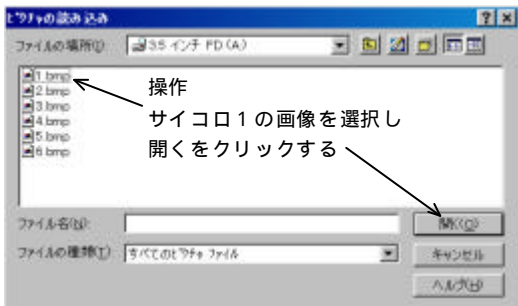 ピクチャの読み込み
ファイルの場所(I):
3.5 インチ FD (A:)
1.bmp
2.bmp
3.bmp
4.bmp
5.bmp
6.bmp
操作
サイコロ1の画像を選択し
開くをクリックする
ファイル名(N):
開く(O)
ファイルの種類(T):
すべてのピクチャ ファイル
キャンセル
ヘルプ(H)